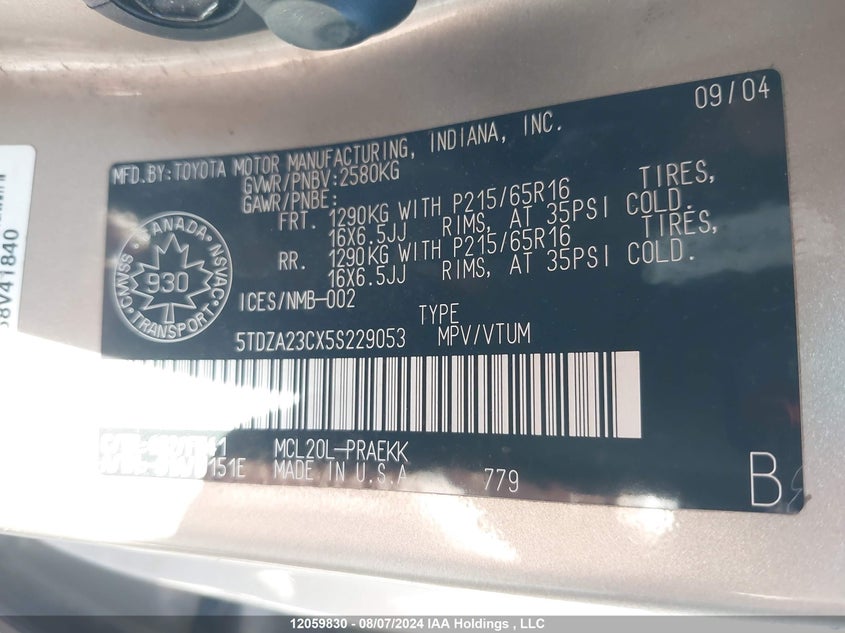 09/04
MFD.BY:TOYOTA MOTOR MANUFACTURING, INDIANA, INC.
GVWR/PNBV:2580KG
GAWR/PNBE:
FRT. 1290KG WITH P215/65R16 TIRES,
16X6.5JJ RIMS, AT 35PSI COLD.
RR. 1290KG WITH P215/65R16 TIRES,
16X6.5JJ RIMS, AT 35PSI COLD.
ICES/NMB-002
CANADA
930
TRANSPORT
NSVAC
CMVSS
TYPE
5TDZA23CX5S229053 MPV/VTUM
MCL20L-PRAEKK
151E MADE IN U.S.A 779
B
68V41840
12059830 - 08/07/2024 IAA Holdings , LLC